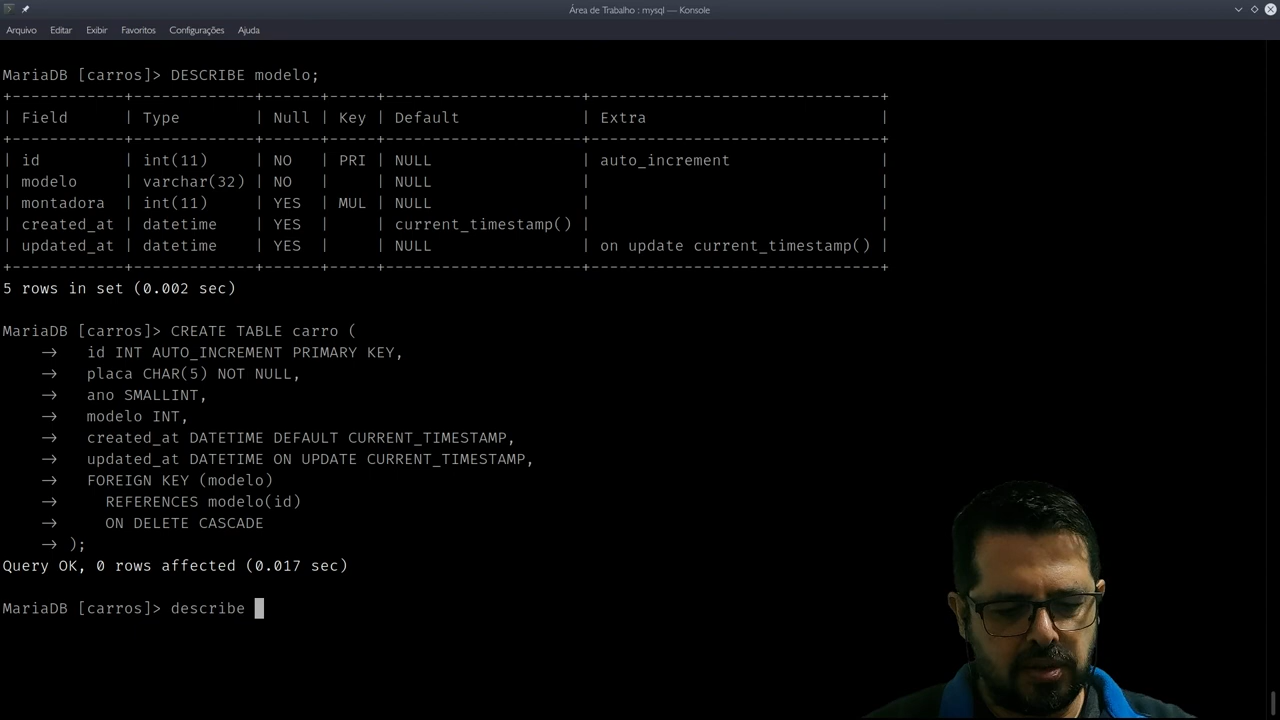 Área de Trabalho : mysql — Konsole
Arquivo Editar Exibir Favoritos Configurações Ajuda
MariaDB [carros]> DESCRIBE modelo;
+------------+-------------+------+-----+---------------------+-------------------------------+
| Field | Type | Null | Key | Default | Extra |
+------------+-------------+------+-----+---------------------+-------------------------------+
| id | int(11) | NO | PRI | NULL | auto_increment |
| modelo | varchar(32) | NO | | NULL | |
| montadora | int(11) | YES | MUL | NULL | |
| created_at | datetime | YES | | current_timestamp() | |
| updated_at | datetime | YES | | NULL | on update current_timestamp() |
+------------+-------------+------+-----+---------------------+-------------------------------+
5 rows in set (0.002 sec)
MariaDB [carros]> CREATE TABLE carro (
-> id INT AUTO_INCREMENT PRIMARY KEY,
-> placa CHAR(5) NOT NULL,
-> ano SMALLINT,
-> modelo INT,
-> created_at DATETIME DEFAULT CURRENT_TIMESTAMP,
-> updated_at DATETIME ON UPDATE CURRENT_TIMESTAMP,
-> FOREIGN KEY (modelo)
-> REFERENCES modelo(id)
-> ON DELETE CASCADE
-> );
Query OK, 0 rows affected (0.017 sec)
MariaDB [carros]> describe